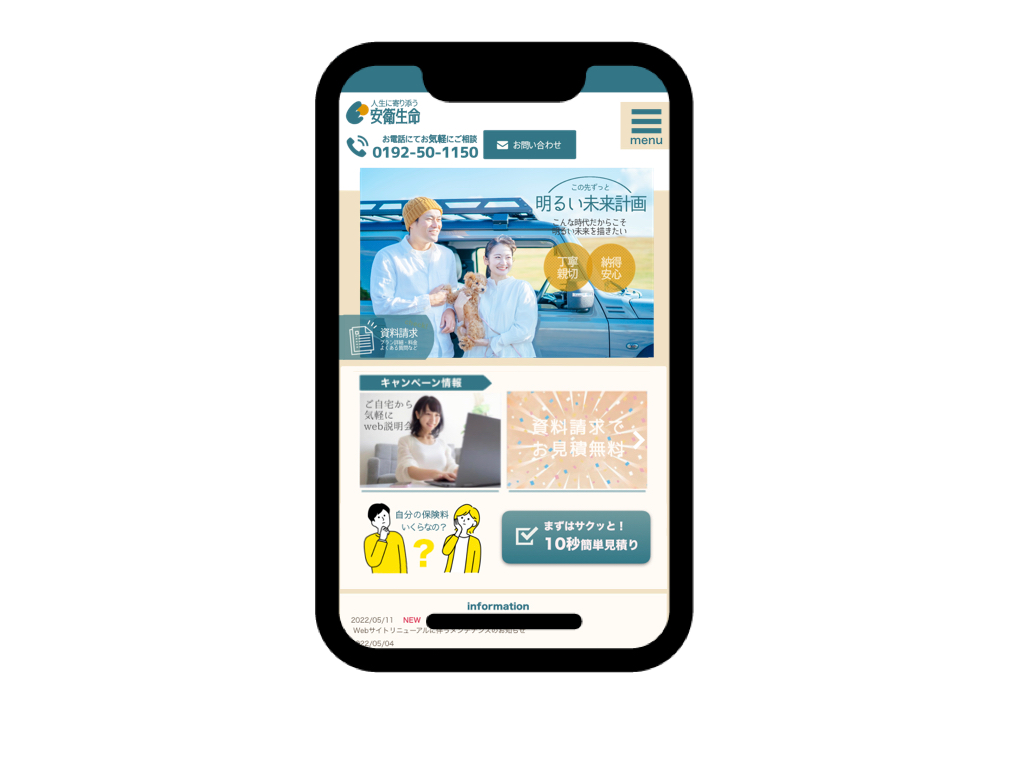 人生に寄り添う
安衛生命
menu
お電話にてお気軽にご相談
0192-50-1150
お問い合わせ
この先ずっと
明るい未来計画
こんな時代だからこそ
明るい未来を描きたい
丁寧
親切
納得
安心
資料請求
プラン詳細・料金
よくある質問など
キャンペーン情報
ご自宅から
気軽に
web説明会
資料請求で
お見積無料
自分の保険料
いくらなの?
?
まずはサクッと!
10秒簡単見積り
information
2022/05/11 NEW
Webサイトリニューアルに伴うメンテナンスのお知らせ
2022/05/04